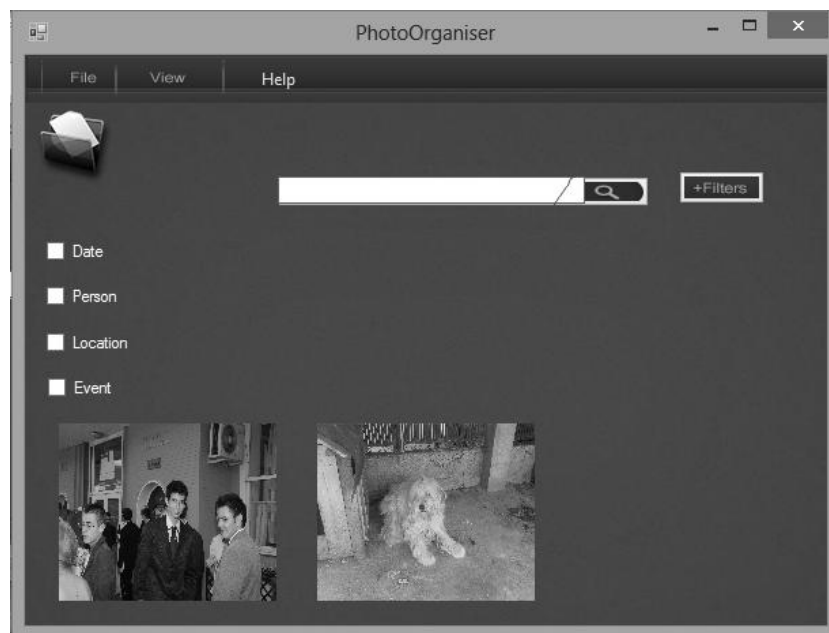 PhotoOrganiser
File View Help
+Filters
Date
Person
Location
Event